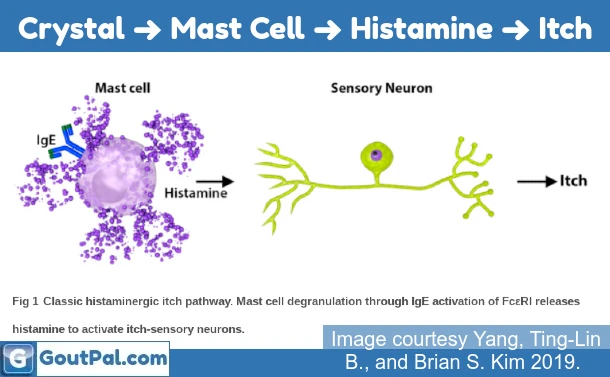 Crystal → Mast Cell → Histamine → Itch
Mast cell
Sensory Neuron
IgE
Histamine
Itch
Fig 1 Classic histaminergic itch pathway. Mast cell degranulation through IgE activation of FcεRI releases
histamine to activate itch-sensory neurons.
Image courtesy Yang, Ting-Lin
B., and Brian S. Kim 2019.
G GoutPal.com